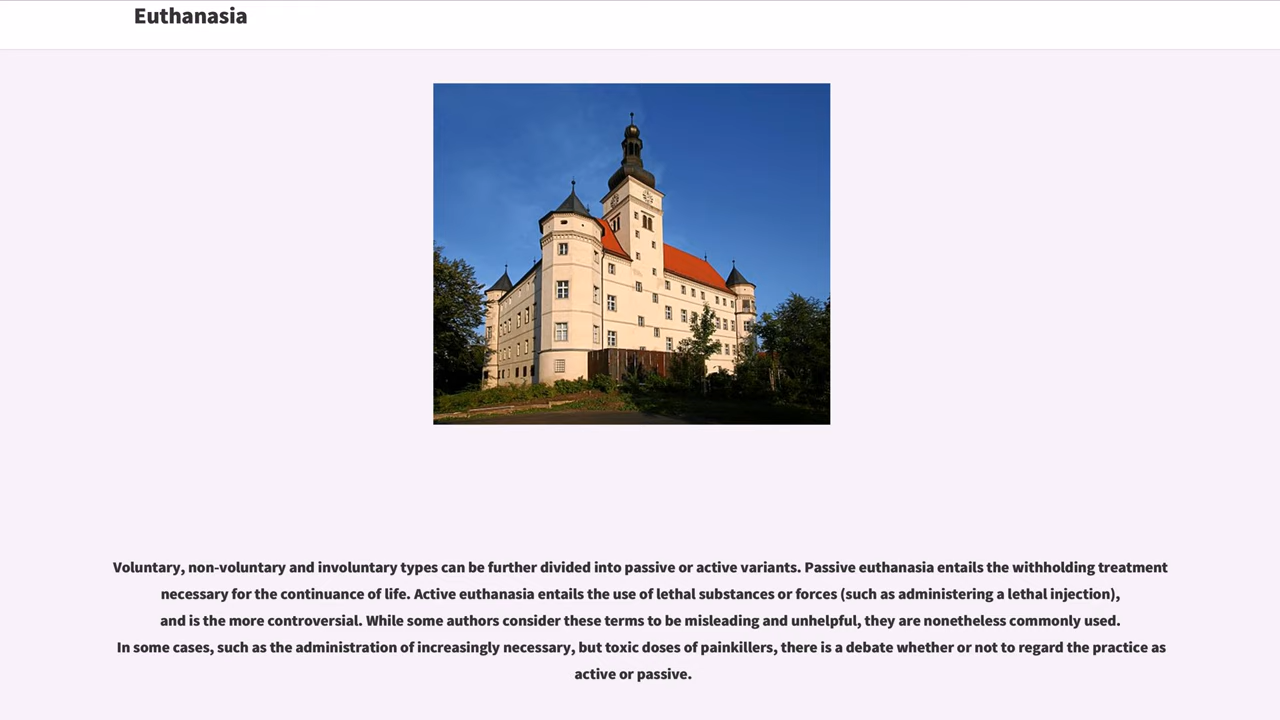 Euthanasia
Voluntary, non-voluntary and involuntary types can be further divided into passive or active variants. Passive euthanasia entails the withholding treatment
necessary for the continuance of life. Active euthanasia entails the use of lethal substances or forces (such as administering a lethal injection),
and is the more controversial. While some authors consider these terms to be misleading and unhelpful, they are nonetheless commonly used.
In some cases, such as the administration of increasingly necessary, but toxic doses of painkillers, there is a debate whether or not to regard the practice as
active or passive.